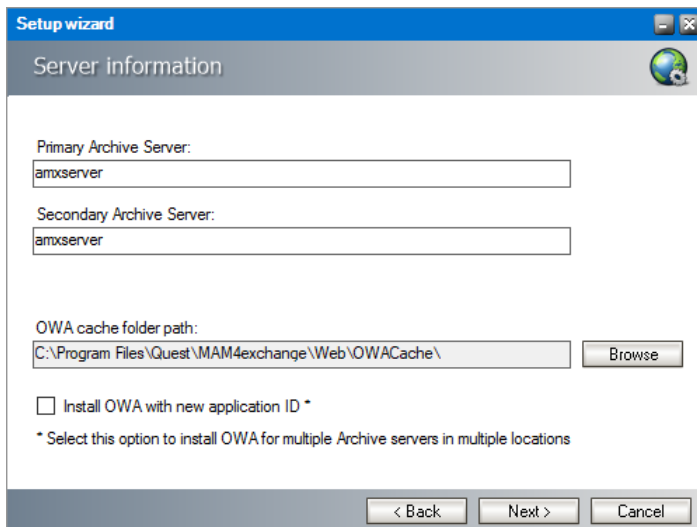 Setup wizard
Server information
Primary Archive Server:
amxserver
Secondary Archive Server:
amxserver
OWA cache folder path:
C:\Program Files\Quest\MAM4exchange\Web\OWACache\
Browse
Install OWA with new application ID *
* Select this option to install OWA for multiple Archive servers in multiple locations
< Back
Next >
Cancel